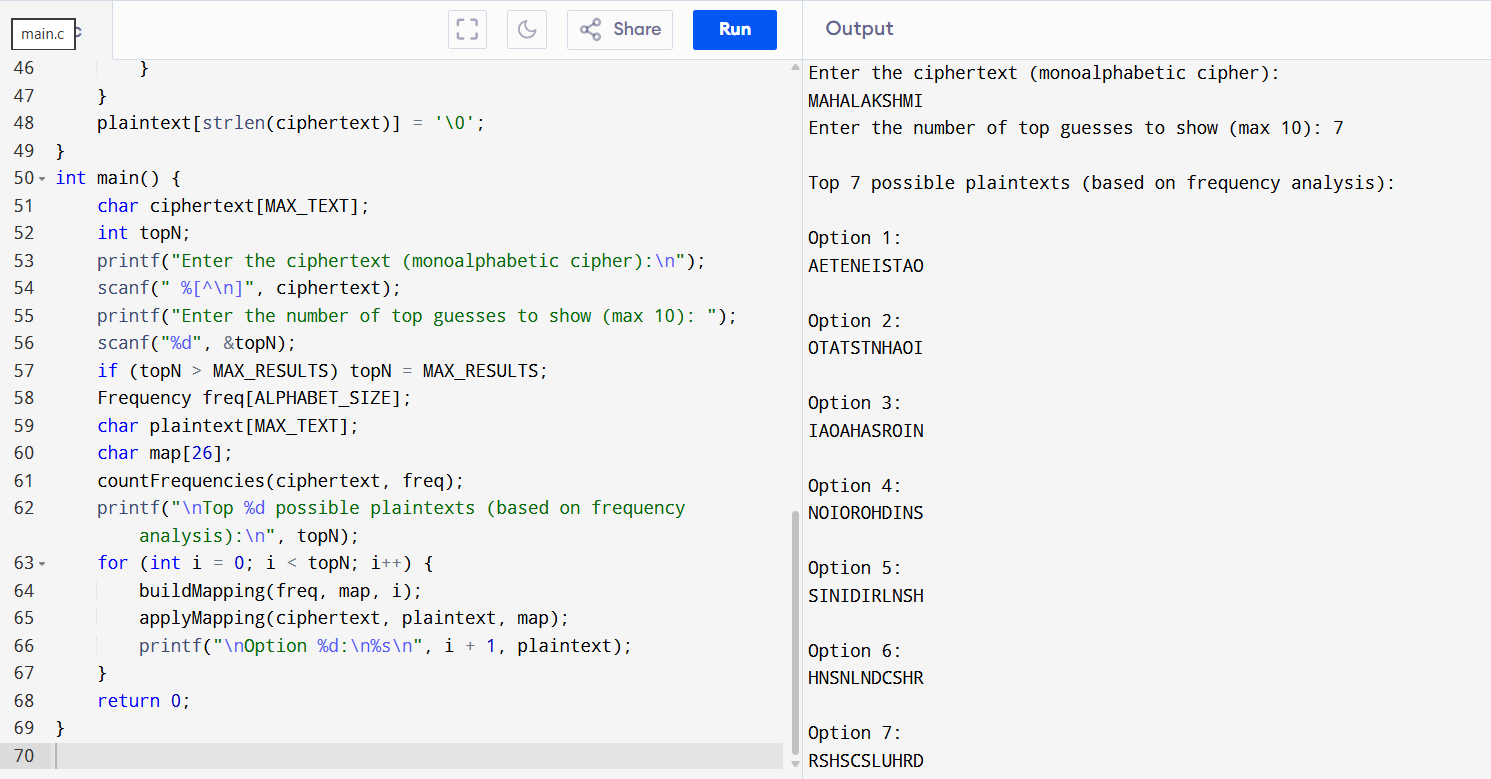 main.c
Share
Run
Output
46 }
47 }
48 plaintext[strlen(ciphertext)] = '\0';
49 }
50 int main() {
51 char ciphertext[MAX_TEXT];
52 int topN;
53 printf("Enter the ciphertext (monoalphabetic cipher):\n");
54 scanf(" %[^\n]", ciphertext);
55 printf("Enter the number of top guesses to show (max 10): ");
56 scanf("%d", &topN);
57 if (topN > MAX_RESULTS) topN = MAX_RESULTS;
58 Frequency freq[ALPHABET_SIZE];
59 char plaintext[MAX_TEXT];
60 char map[26];
61 countFrequencies(ciphertext, freq);
62 printf("\nTop %d possible plaintexts (based on frequency
analysis):\n", topN);
63 for (int i = 0; i < topN; i++) {
64 buildMapping(freq, map, i);
65 applyMapping(ciphertext, plaintext, map);
66 printf("\nOption %d:\n%s\n", i + 1, plaintext);
67 }
68 return 0;
69 }
70
Enter the ciphertext (monoalphabetic cipher):
MAHALAKSHMI
Enter the number of top guesses to show (max 10): 7
Top 7 possible plaintexts (based on frequency analysis):
Option 1:
AETENEISTAO
Option 2:
OTATSTNHAOI
Option 3:
IAOAHASROIN
Option 4:
NOIOROHDINS
Option 5:
SINIDIRLNSH
Option 6:
HNSNLNDCSHR
Option 7:
RSHSCSLUHRD